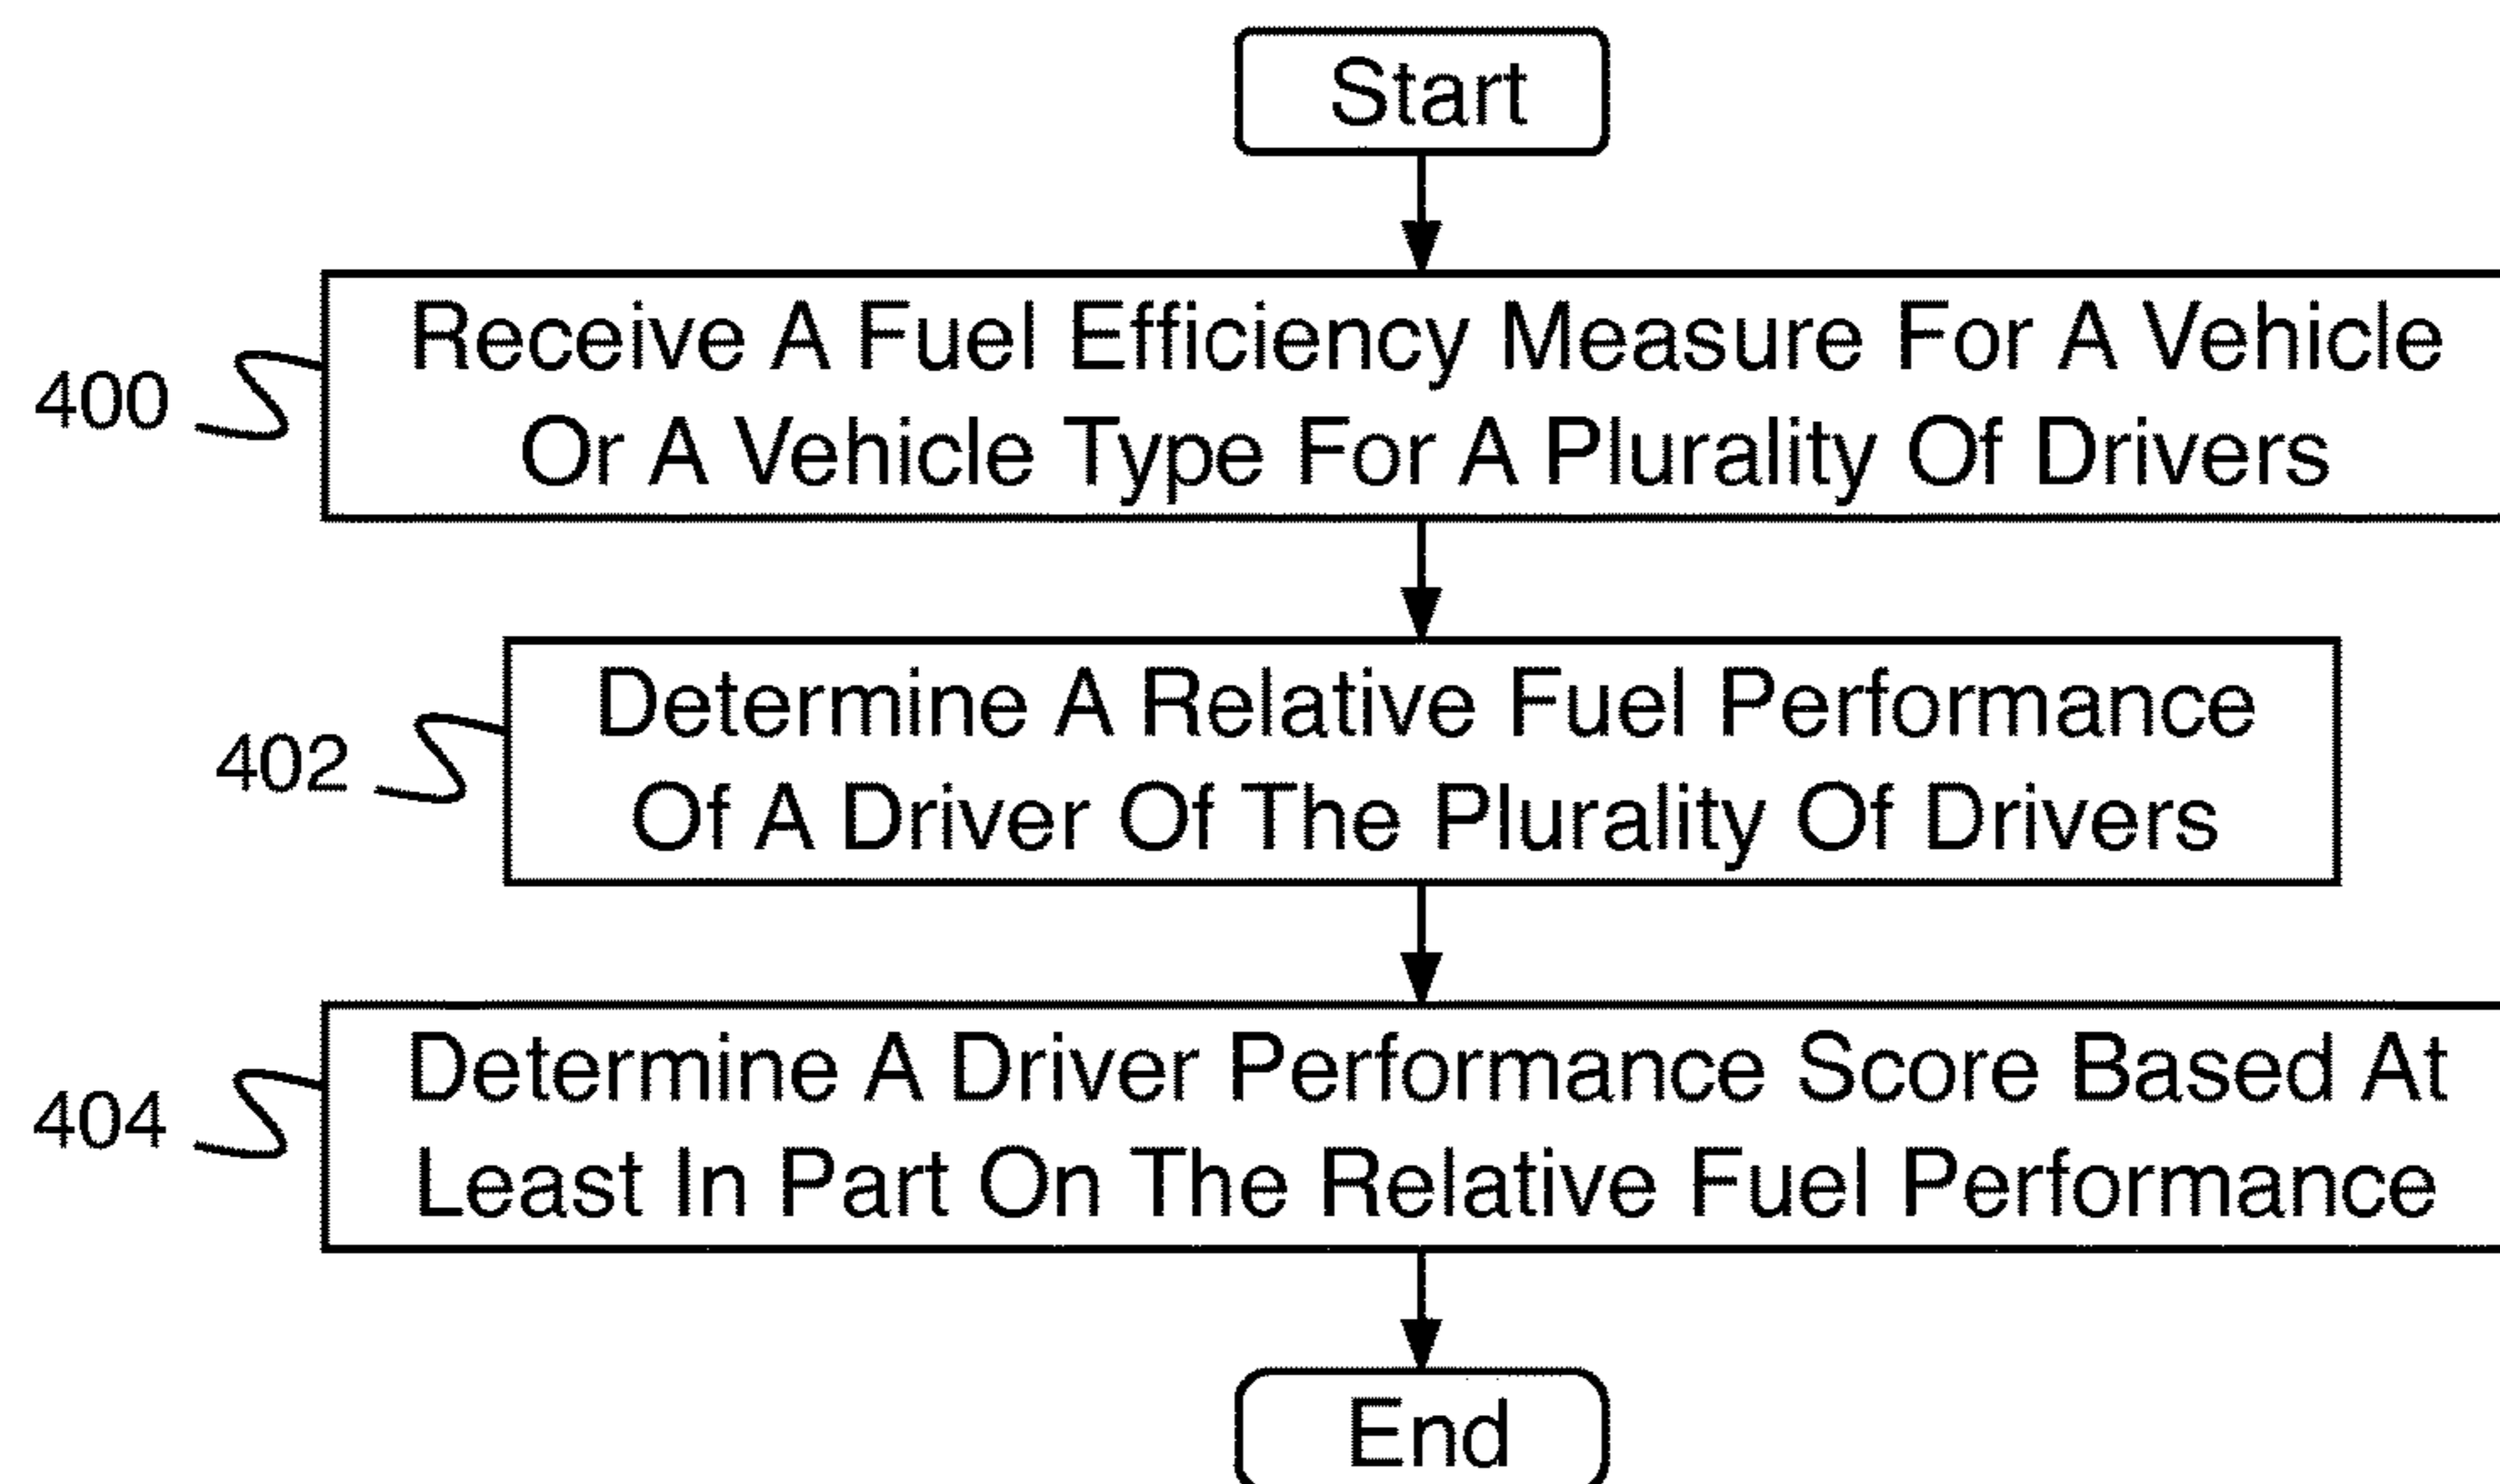 Start
400
Receive A Fuel Efficiency Measure For A Vehicle
Or A Vehicle Type For A Plurality Of Drivers
402
Determine A Relative Fuel Performance
Of A Driver Of The Plurality Of Drivers
404
Determine A Driver Performance Score Based At
Least In Part On The Relative Fuel Performance
End